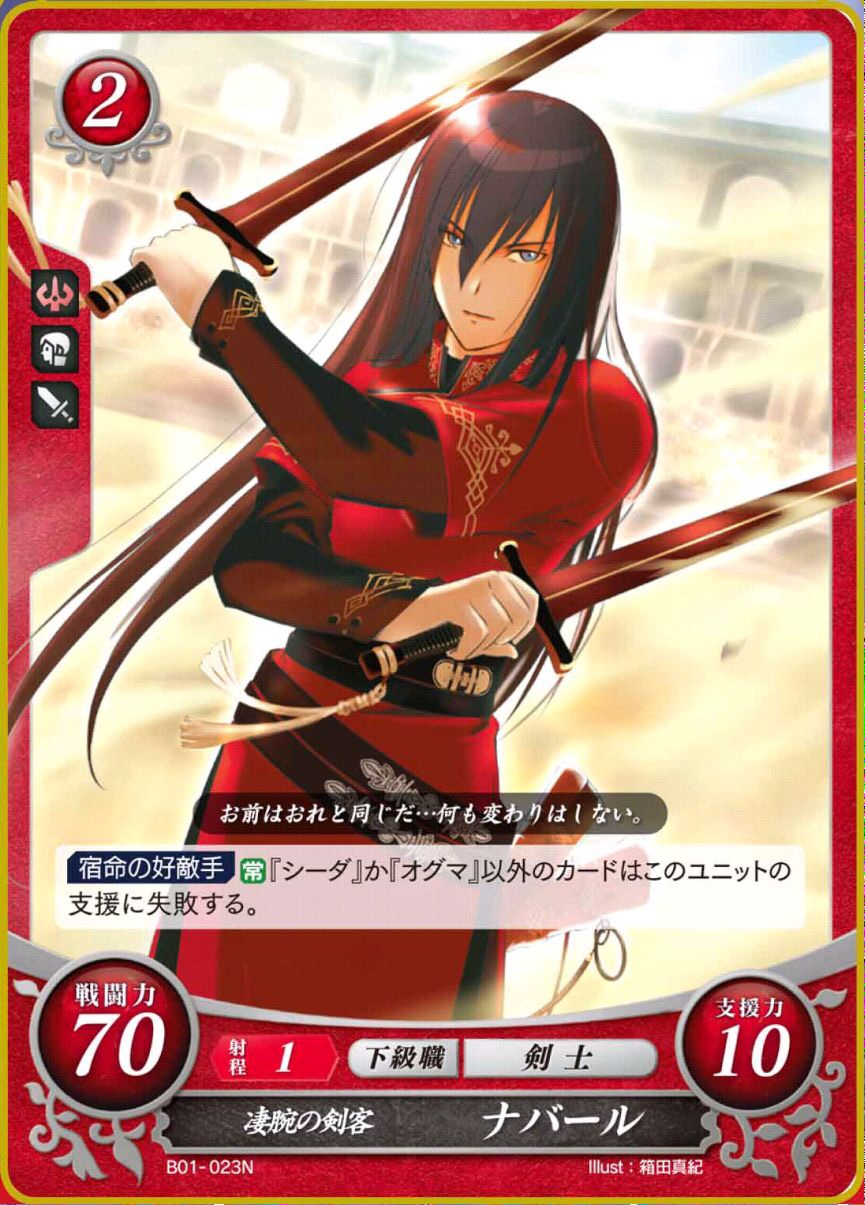 2
お前はおれと同じだ…何も変わりはしない。
宿命の好敵手 常『シーダ』か『オグマ』以外のカードはこのユニットの
支援に失敗する。
戦闘力
70
射程 1 下級職 剣士
支援力
10
凄腕の剣客 ナバール
B01-023N Illust：箱田真紀